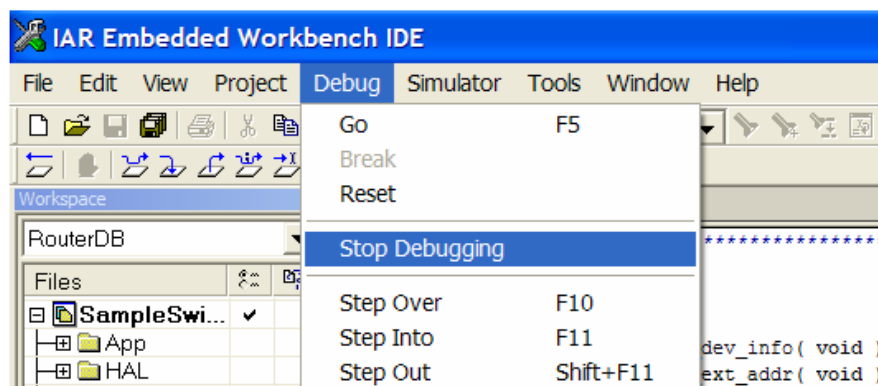 IAR Embedded Workbench IDE
File Edit View Project Debug Simulator Tools Window Help
Go F5
Break
Reset
Workspace
RouterDB
Stop Debugging
***************
Files
Step Over F10
SampleSwi...
Step Into F11
App
dev_info( void )
HAL
Step Out Shift+F11
ext_addr( void )